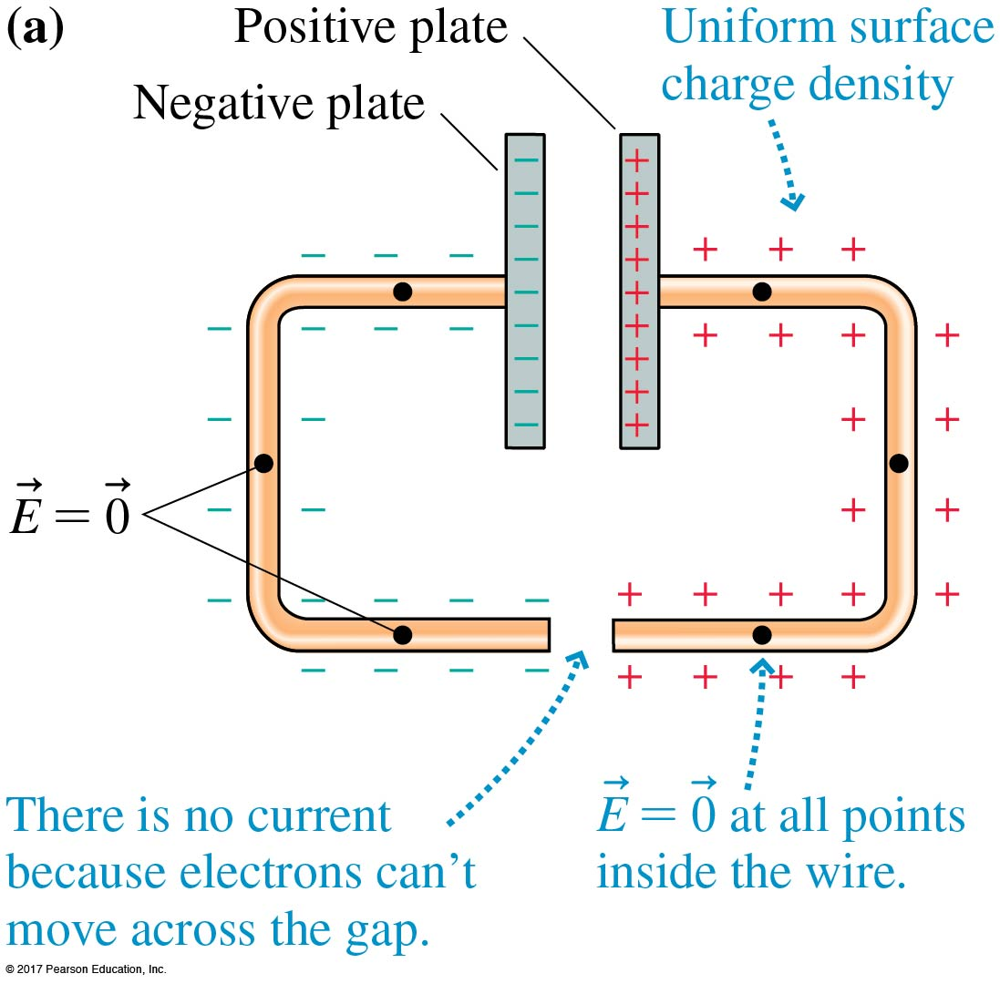 (a)
Positive plate
Negative plate
Uniform surface
charge density
E⃗ = 0⃗
There is no current
because electrons can’t
move across the gap.
E⃗ = 0⃗ at all points
inside the wire.
© 2017 Pearson Education, Inc.